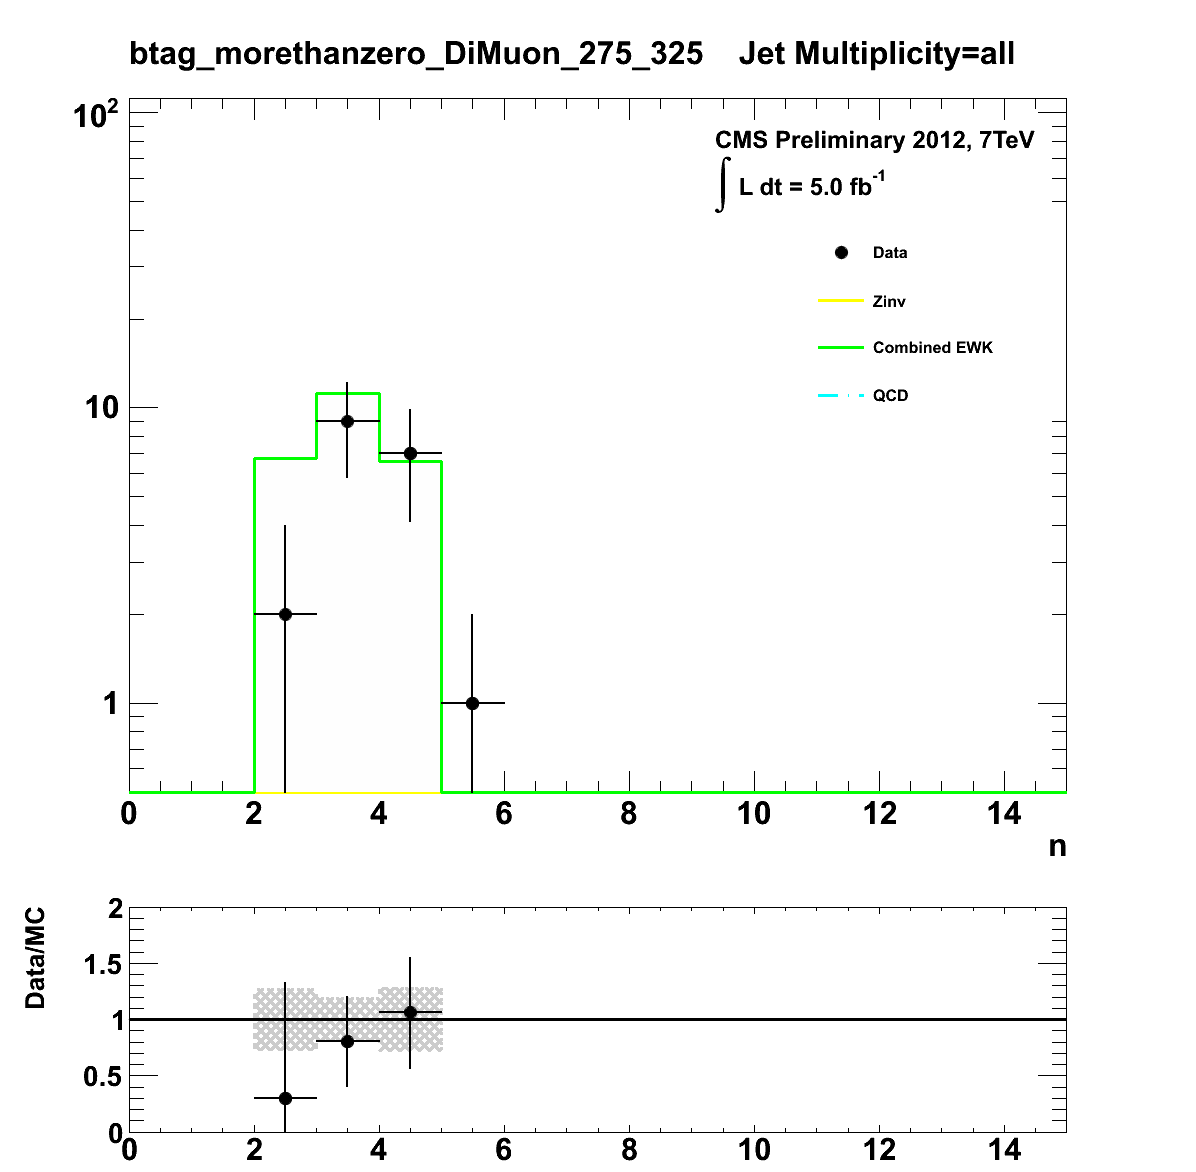 btag_morethanzero_DiMuon_275_325 Jet Multiplicity=all
10²
CMS Preliminary 2012, 7TeV
∫ L dt = 5.0 fb⁻¹
Data
Zinv
Combined EWK
QCD
10
1
0 2 4 6 8 10 12 14
n
Data/MC
2
1.5
1
0.5
0
0 2 4 6 8 10 12 14